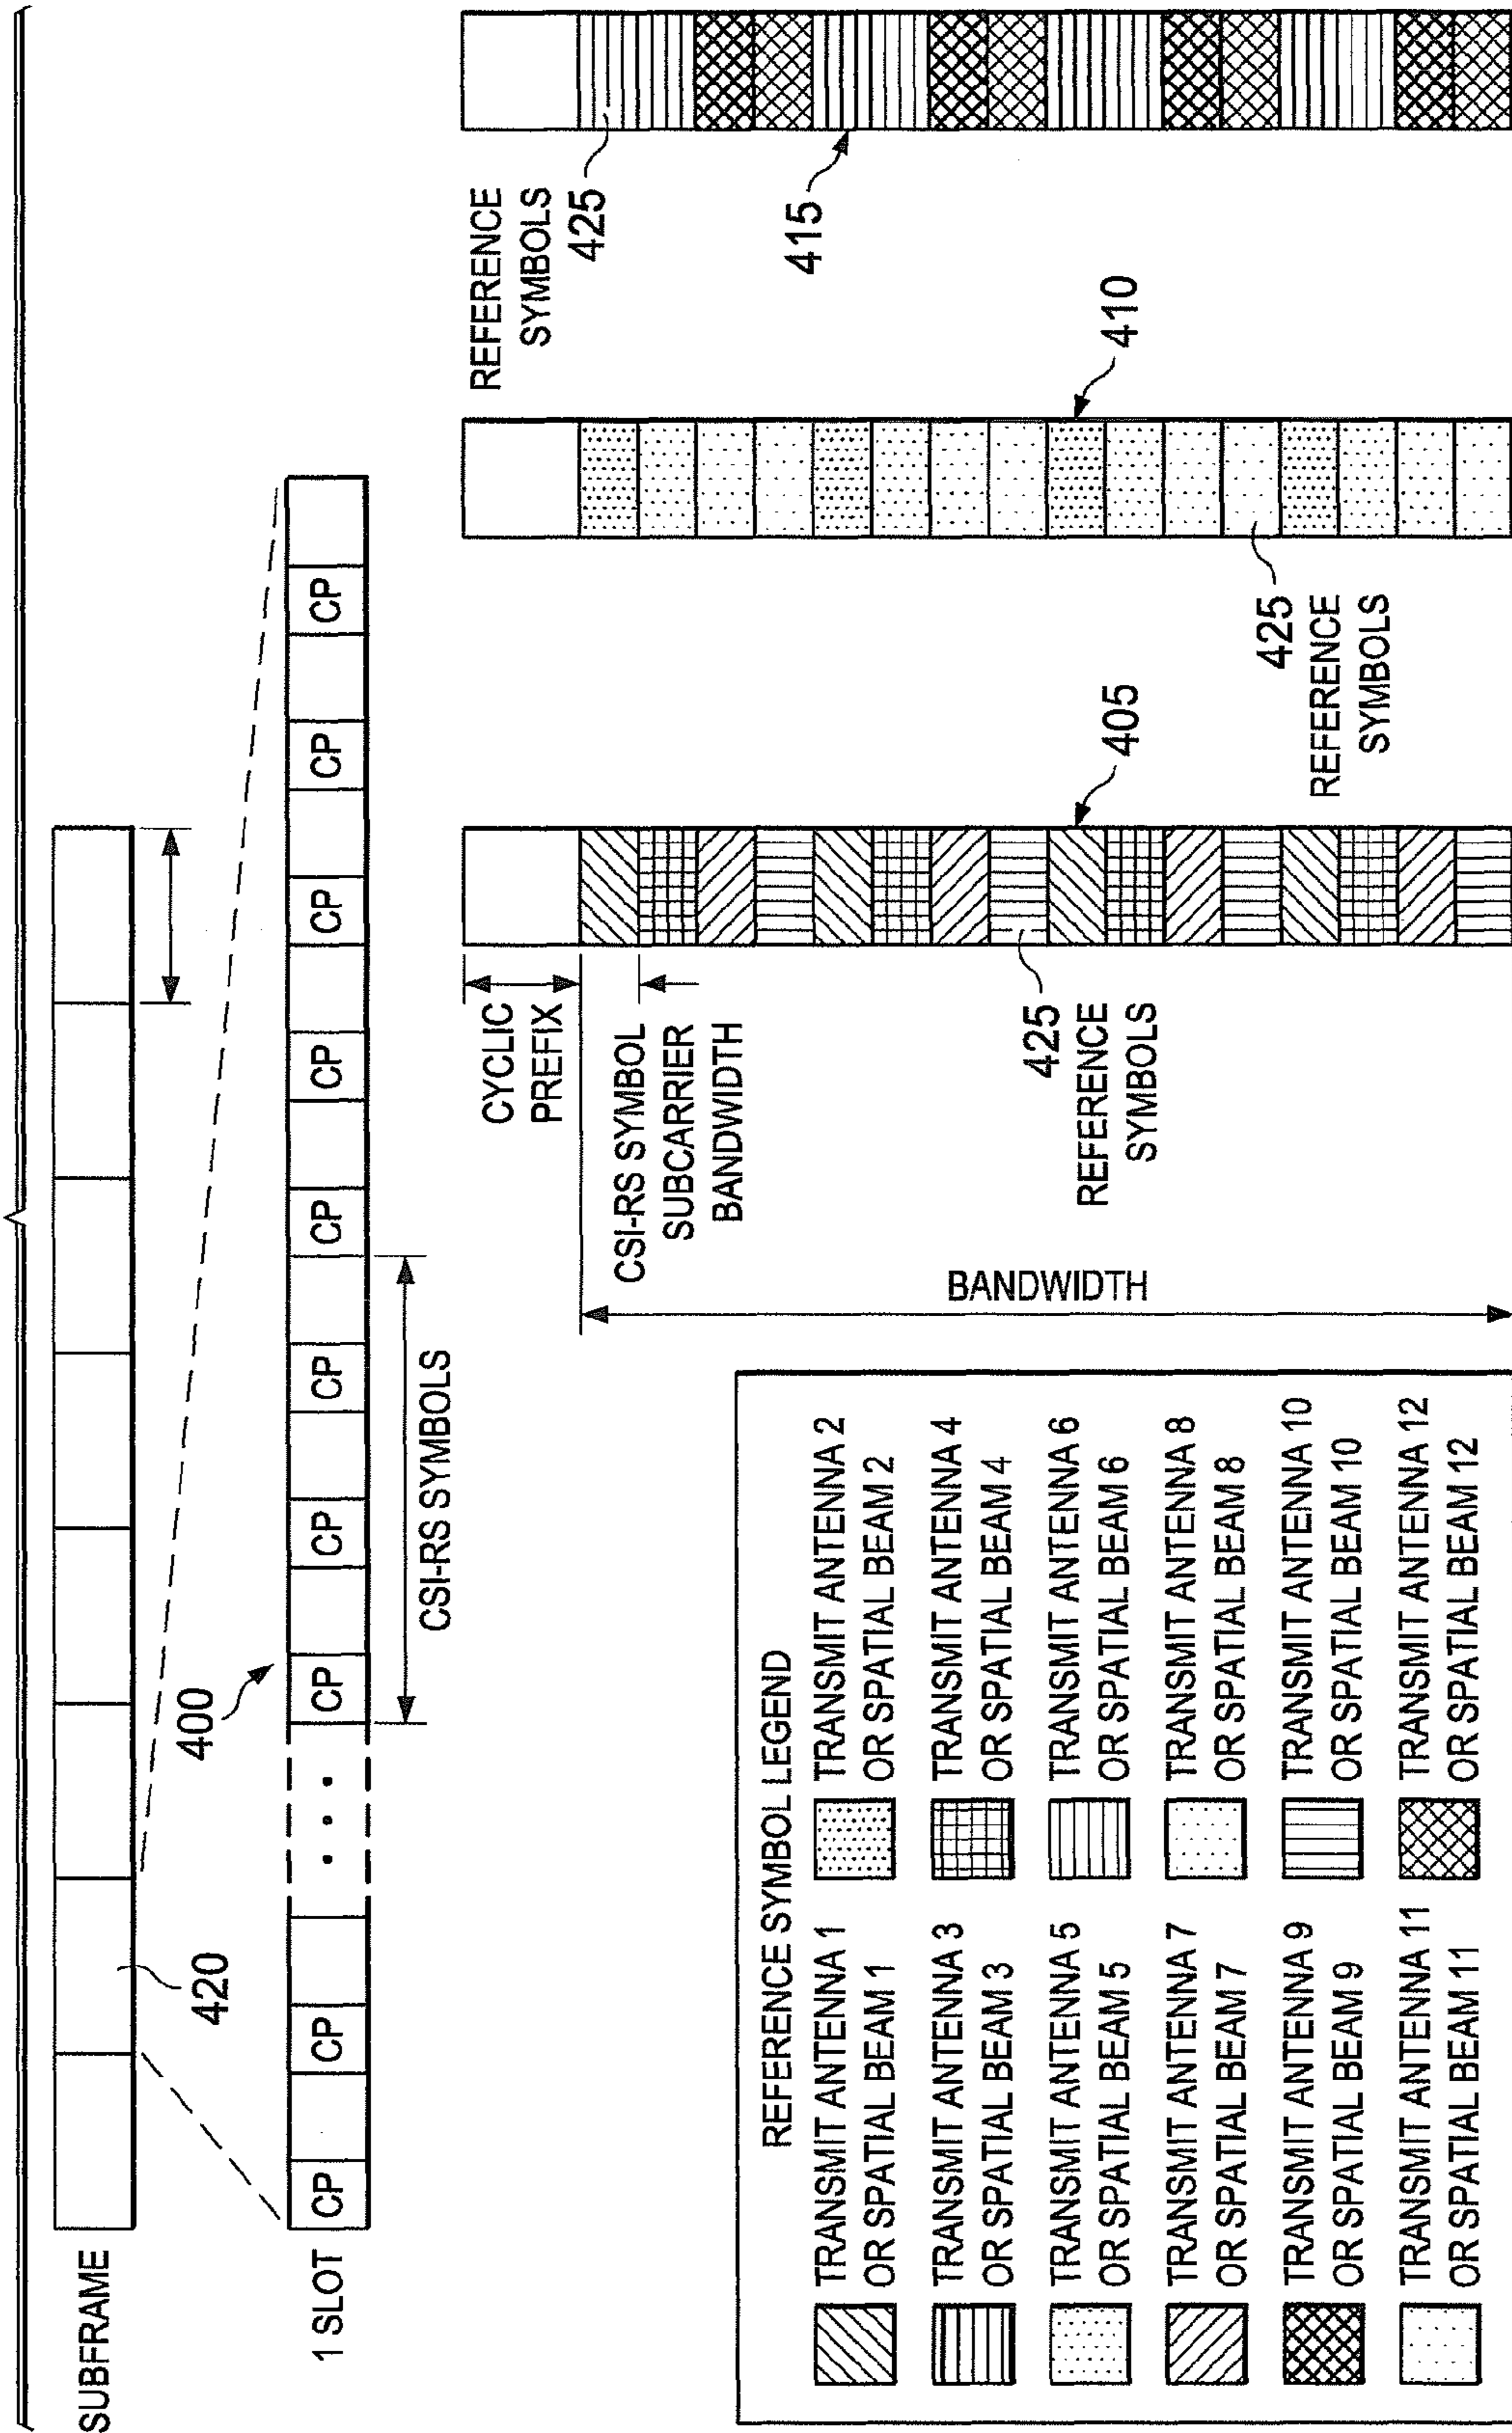 SUBFRAME
420
1 SLOT
CP
CP
. . .
400
CP
CP
CP
CP
CP
CP
CP
CP
CSI-RS SYMBOLS
CYCLIC
PREFIX
CSI-RS SYMBOL
SUBCARRIER
BANDWIDTH
BANDWIDTH
425
REFERENCE
SYMBOLS
405
425
REFERENCE
SYMBOLS
410
REFERENCE
SYMBOLS
425
415
REFERENCE SYMBOL LEGEND
TRANSMIT ANTENNA 1
OR SPATIAL BEAM 1
TRANSMIT ANTENNA 2
OR SPATIAL BEAM 2
TRANSMIT ANTENNA 3
OR SPATIAL BEAM 3
TRANSMIT ANTENNA 4
OR SPATIAL BEAM 4
TRANSMIT ANTENNA 5
OR SPATIAL BEAM 5
TRANSMIT ANTENNA 6
OR SPATIAL BEAM 6
TRANSMIT ANTENNA 7
OR SPATIAL BEAM 7
TRANSMIT ANTENNA 8
OR SPATIAL BEAM 8
TRANSMIT ANTENNA 9
OR SPATIAL BEAM 9
TRANSMIT ANTENNA 10
OR SPATIAL BEAM 10
TRANSMIT ANTENNA 11
OR SPATIAL BEAM 11
TRANSMIT ANTENNA 12
OR SPATIAL BEAM 12